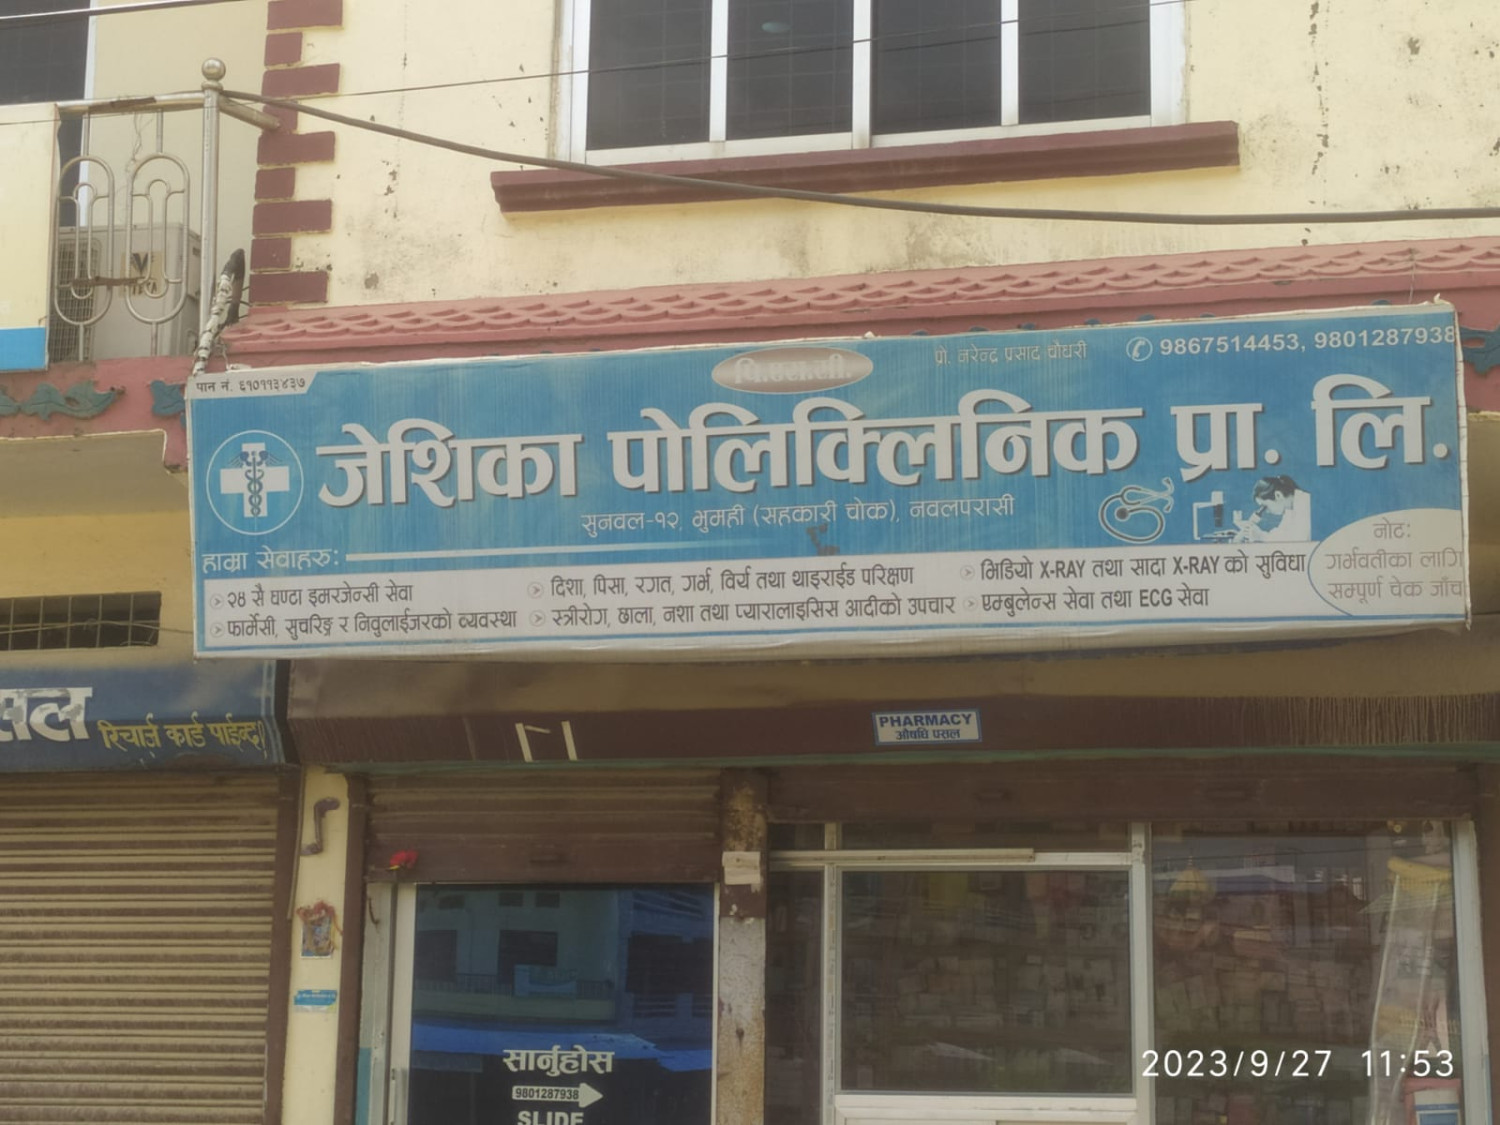 पान नं. ६१०११३४३७
पि.एस.सी.
प्रो. नरेन्द्र प्रसाद चौधरी
9867514453, 9801287938
जेशिका पोलिक्लिनिक प्रा. लि.
सुनवल-१२, भुमही (सहकारी चोक), नवलपरासी
हाम्रा सेवाहरु:
२४ सै घण्टा इमरजेन्सी सेवा
फार्मेसी, सुचरिङ्ग र निवुलाईजरको व्यवस्था
दिशा, पिसा, रगत, गर्भ, विर्य तथा थाइराईड परिक्षण
स्त्रीरोग, छाला, नशा तथा प्यारालाइसिस आदीको उपचार
भिडियो X-RAY तथा सादा X-RAY को सुविधा
एम्बुलेन्स सेवा तथा ECG सेवा
नोट:
गर्भवतीका लागि
सम्पूर्ण चेक जाँच
रिचार्ज कार्ड पाईन्छ।
PHARMACY
औषधि पसल
सार्नुहोस
9801287938
SLIDE
2023/9/27 11:53